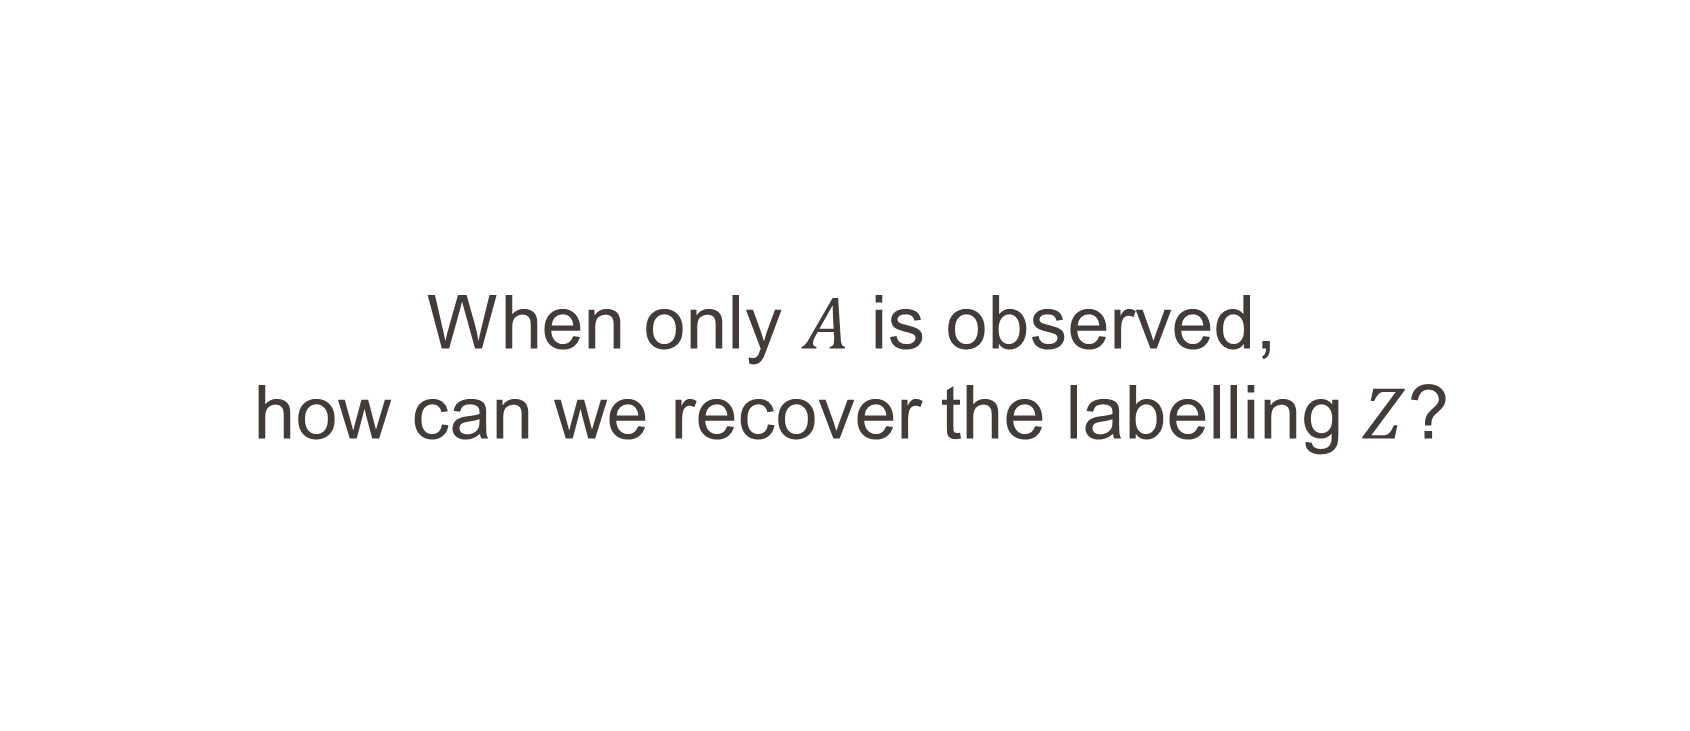 When only A is observed,
how can we recover the labelling Z?